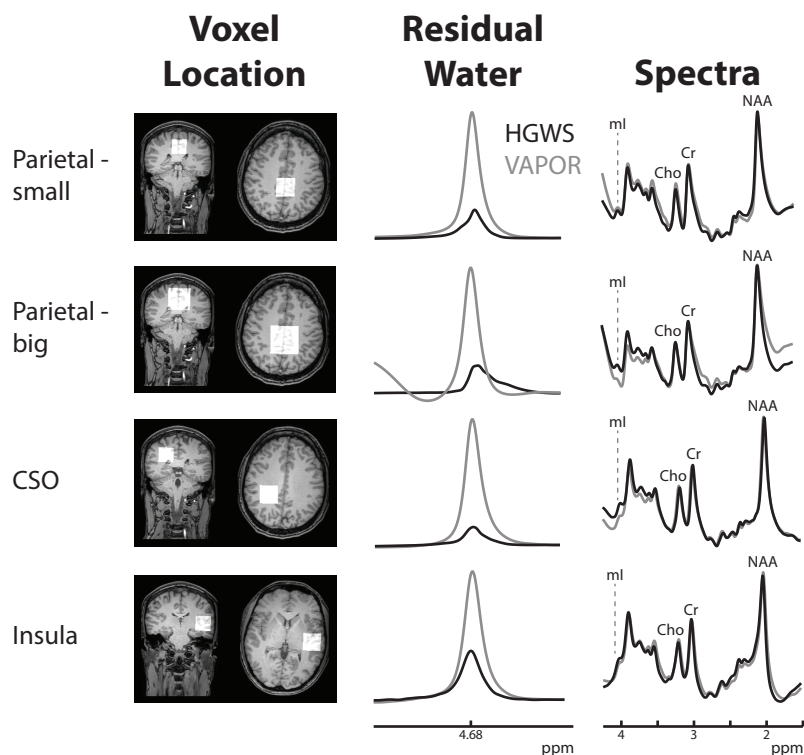 Voxel
Location
Residual
Water
Spectra
Parietal -
small
HGWS
VAPOR
mI
Cho
Cr
NAA
Parietal -
big
mI
Cho
Cr
NAA
CSO
mI
Cho
Cr
NAA
Insula
mI
Cho
Cr
NAA
4.68
ppm
4
3
2
ppm